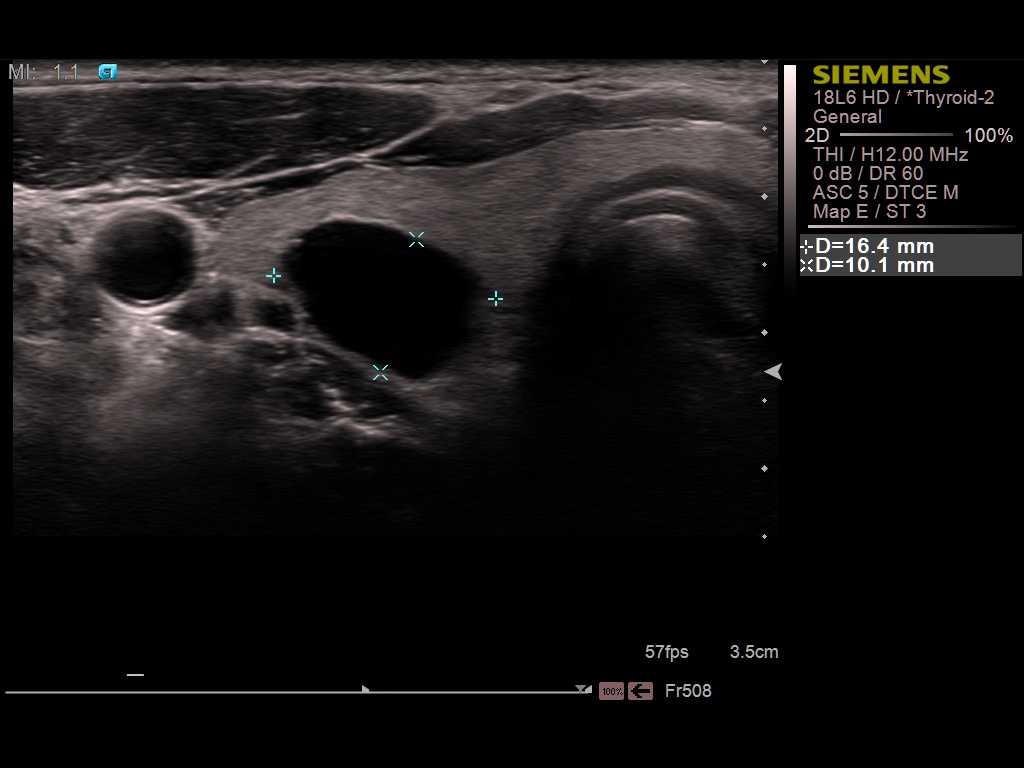 MI: 1.1
SIEMENS
18L6 HD / *Thyroid-2
General
2D 100%
THI / H12.00 MHz
0 dB / DR 60
ASC 5 / DTCE M
Map E / ST 3
D=16.4 mm
D=10.1 mm
57fps 3.5cm
100% Fr508